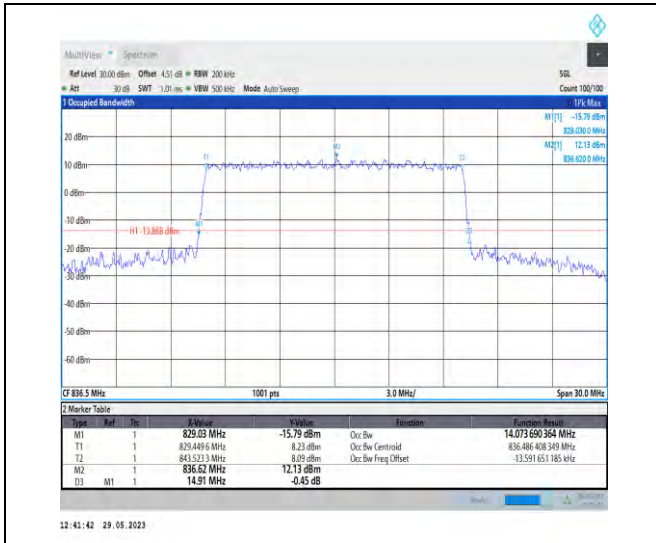 MultiView Spectrum
Ref Level 30.00 dBm Offset 4.51 dB RBW 200 kHz SGL
Att 30 dB SWT 1.01 ms VBW 500 kHz Mode Auto Sweep Count 100/100
1 Occupied Bandwidth 1Pk Max
M1[1] -15.79 dBm
829.030 0 MHz
M2[1] 12.13 dBm
836.620 0 MHz
20 dBm
M2
10 dBm
0 dBm
-10 dBm
M1
H1 -13.868 dBm
-20 dBm
-30 dBm
-40 dBm
-50 dBm
-60 dBm
CF 836.5 MHz 1001 pts 3.0 MHz/ Span 30.0 MHz
2 Marker Table
Type Ref Trc X-Value Y-Value Function Function Result
M1 1 829.03 MHz -15.79 dBm Occ Bw 14.073 690 364 MHz
T1 1 829.449 6 MHz 8.23 dBm Occ Bw Centroid 836.486 408 349 MHz
T2 1 843.523 3 MHz 8.09 dBm Occ Bw Freq Offset -13.591 651 185 kHz
M2 1 836.62 MHz 12.13 dBm
D3 M1 1 14.91 MHz -0.45 dB
12:41:42 29.05.2023